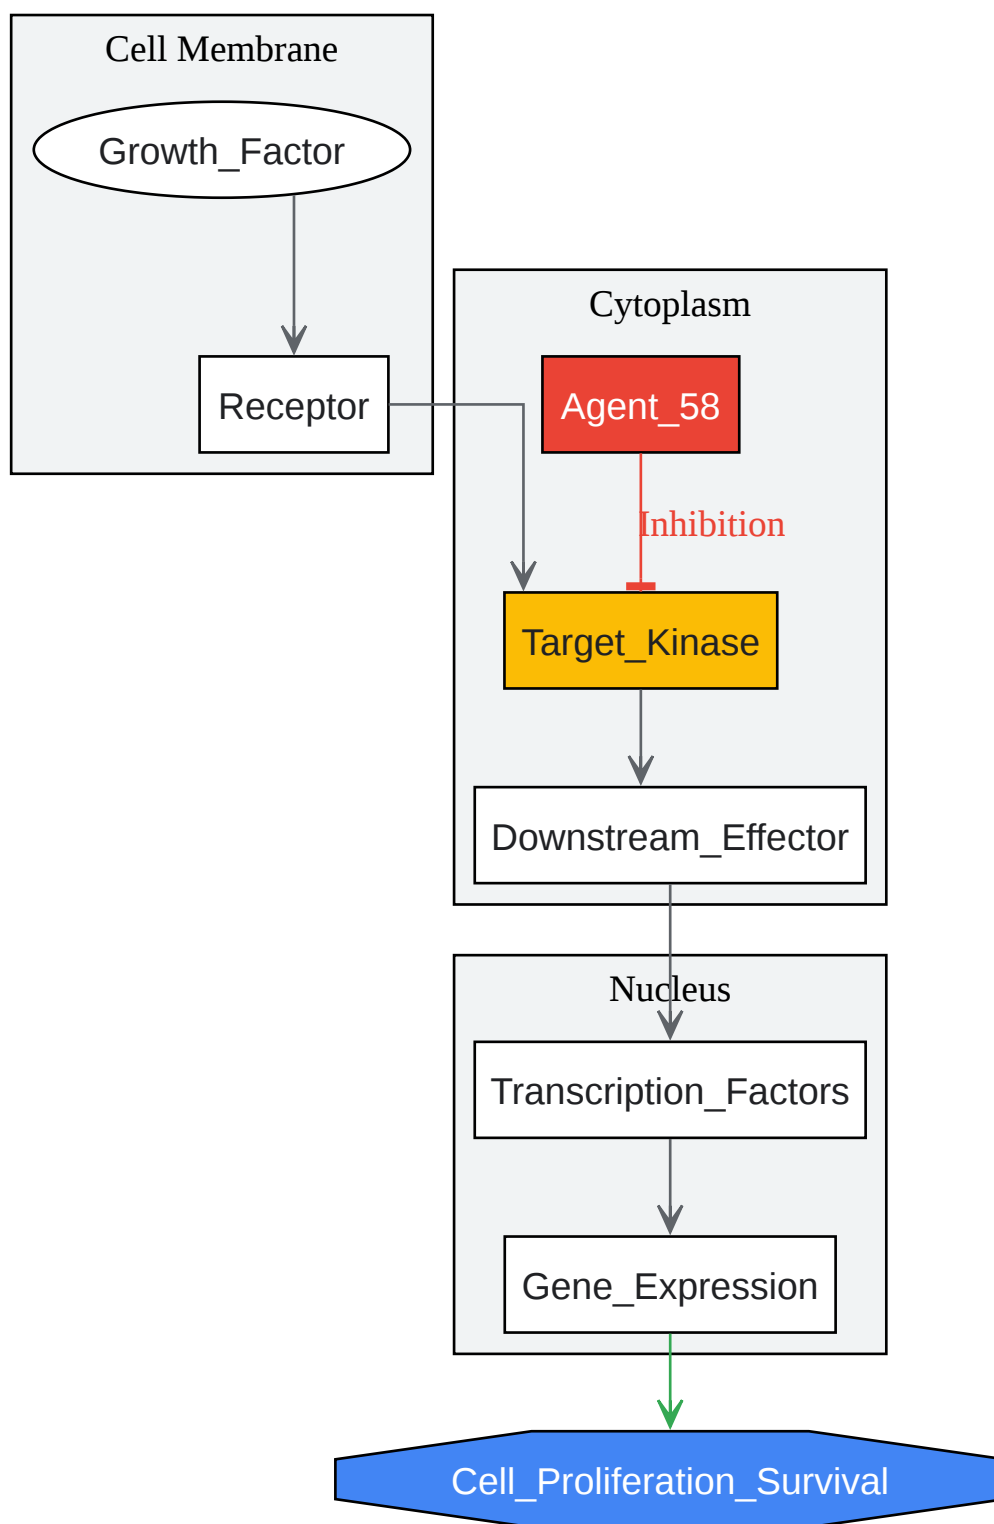 Cell Membrane
Growth_Factor
Receptor
Cytoplasm
Agent_58
Inhibition
Target_Kinase
Downstream_Effector
Nucleus
Transcription_Factors
Gene_Expression
Cell_Proliferation_Survival